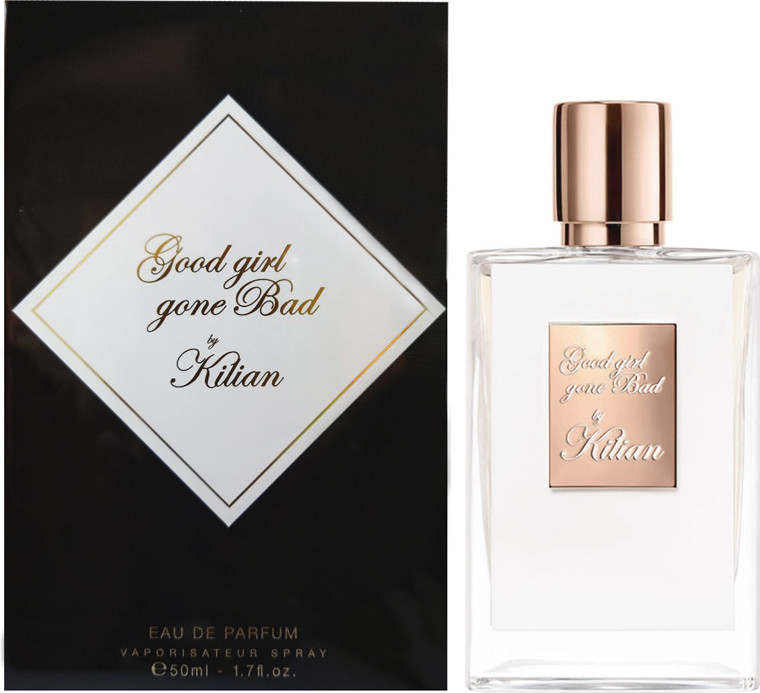 Good girl
gone Bad
by
Kilian
EAU DE PARFUM
VAPORISATEUR SPRAY
℮50ml - 1.7fl.oz.
Good girl
gone Bad
by
Kilian